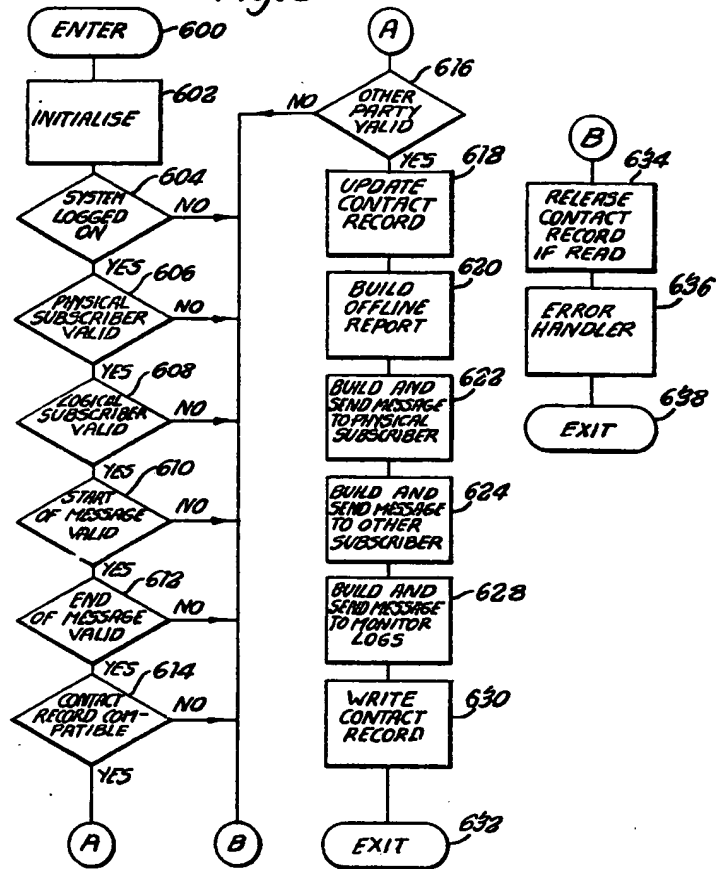 ENTER
600
INITIALISE
602
SYSTEM
LOGGED
ON
604
NO
YES
PHYSICAL
SUBSCRIBER
VALID
606
NO
YES
LOGICAL
SUBSCRIBER
VALID
608
NO
YES
START
OF MESSAGE
VALID
610
NO
YES
END
OF MESSAGE
VALID
612
NO
YES
CONTACT
RECORD COM-
PATIBLE
614
NO
YES
A
B
A
OTHER
PARTY
VALID
616
NO
YES
UPDATE
CONTACT
RECORD
618
BUILD
OFFLINE
REPORT
620
BUILD AND
SEND MESSAGE
TO PHYSICAL
SUBSCRIBER
622
BUILD AND
SEND MESSAGE
TO OTHER
SUBSCRIBER
624
BUILD AND
SEND MESSAGE
TO MONITOR
LOGS
628
WRITE
CONTACT
RECORD
630
EXIT
632
B
RELEASE
CONTACT
RECORD
IF READ
634
ERROR
HANDLER
636
EXIT
638